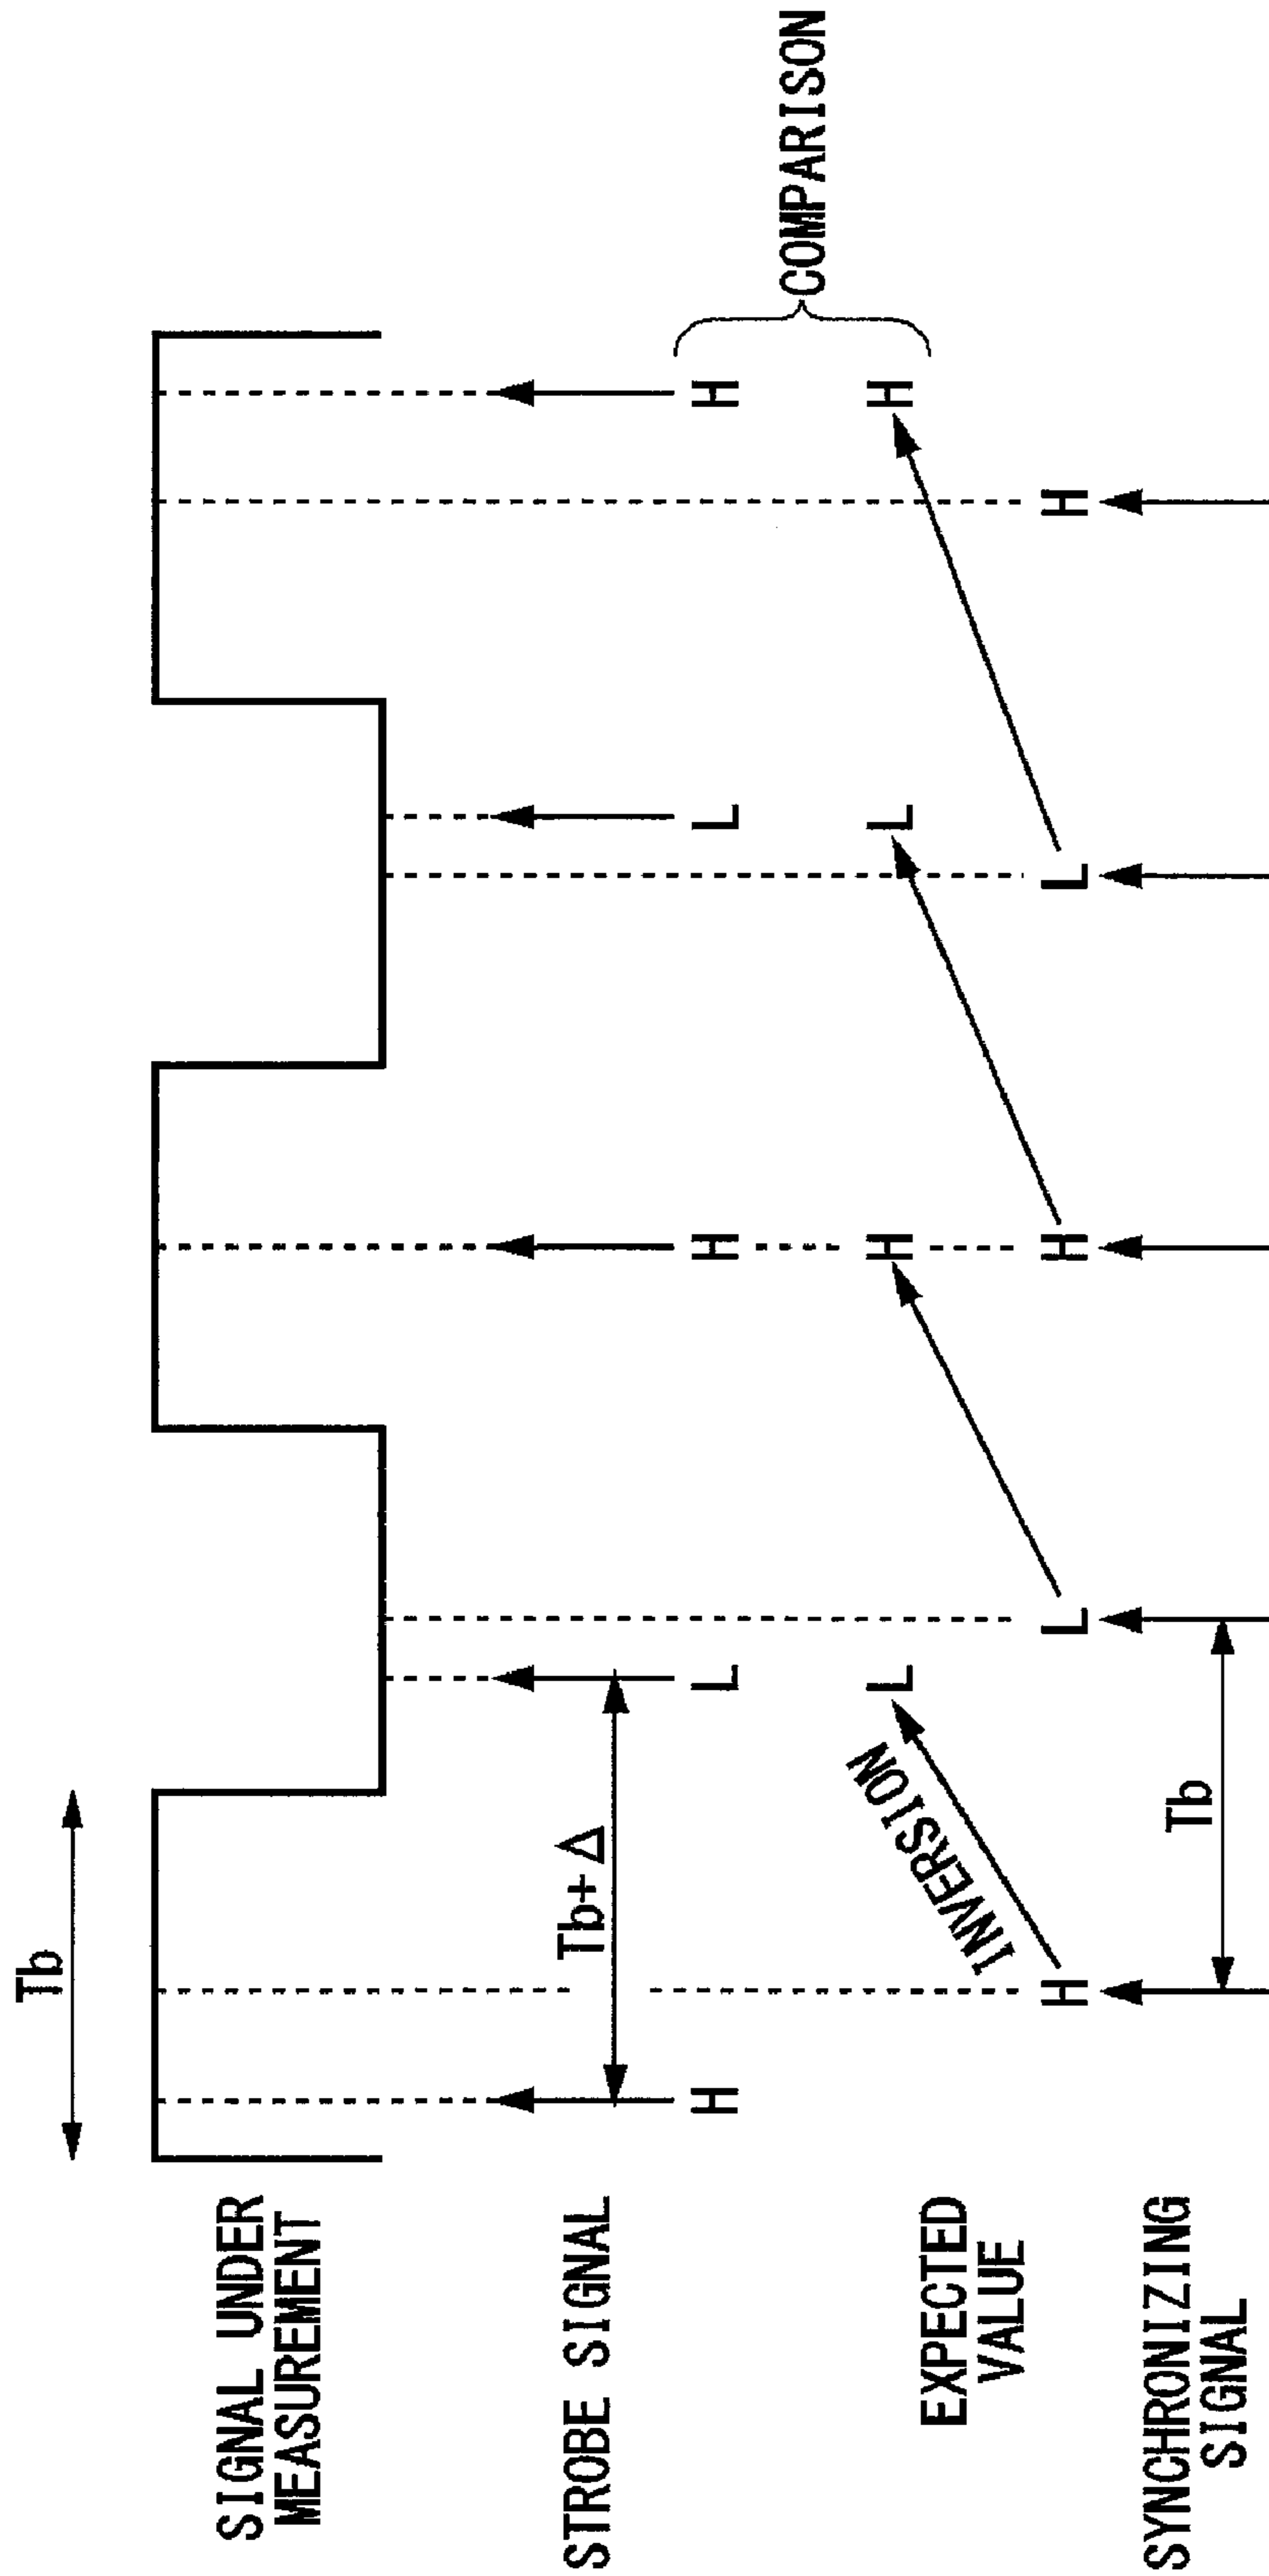 Tb
SIGNAL UNDER
MEASUREMENT
STROBE SIGNAL
Tb+Δ
H L H L H
COMPARISON
EXPECTED
VALUE
L H L H
INVERSION
H L H L H
SYNCHRONIZING
SIGNAL
Tb